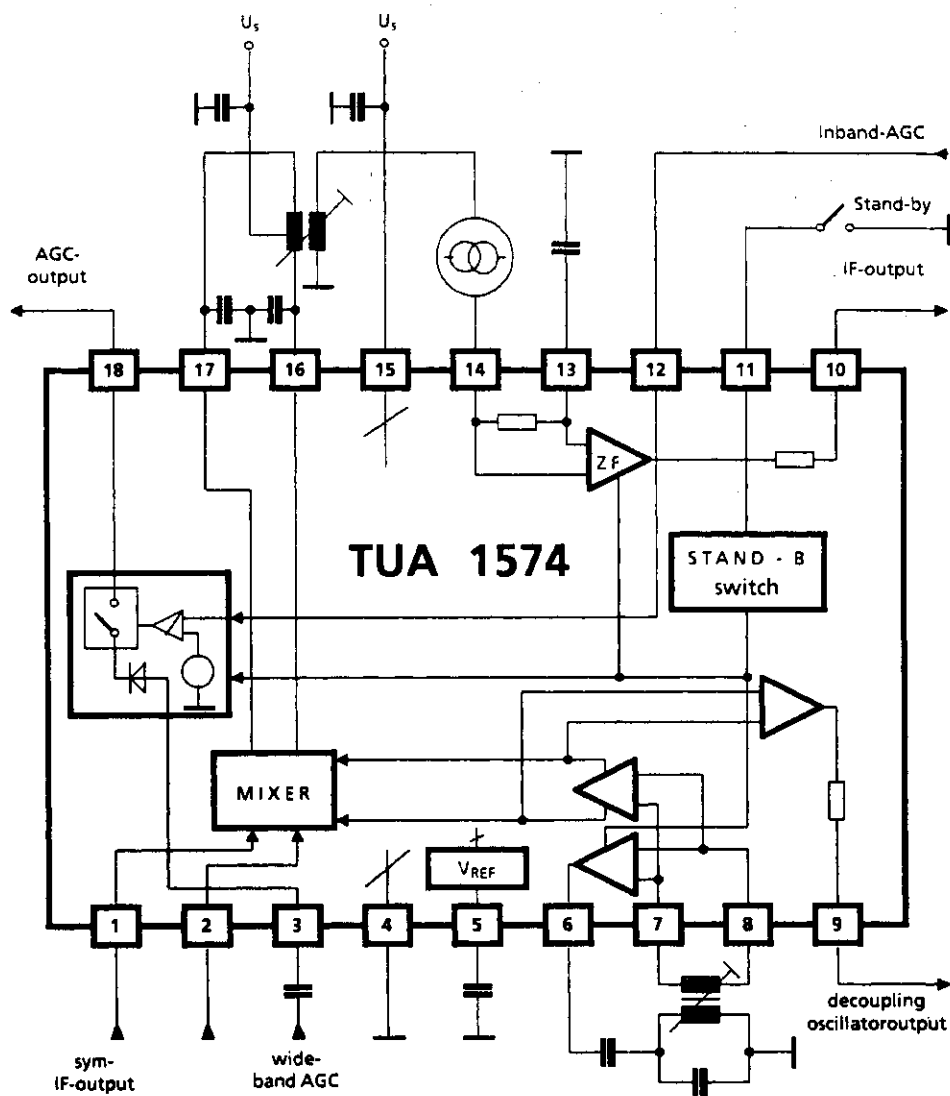 Us
Us
Inband-AGC
Stand-by
AGC-
output
IF-output
18
17
16
15
14
13
12
11
10
ZF
TUA 1574
STAND - B
switch
MIXER
VREF
1
2
3
4
5
6
7
8
9
sym-
IF-output
wide-
band AGC
decoupling
oscillatoroutput